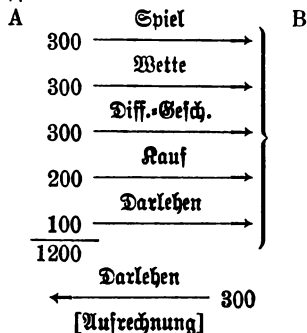 A Spiel B
300
Wette
300
Diff.=Gesch.
300
Kauf
200
Darlehen
100
1200
Darlehen
300
[Aufrechnung]